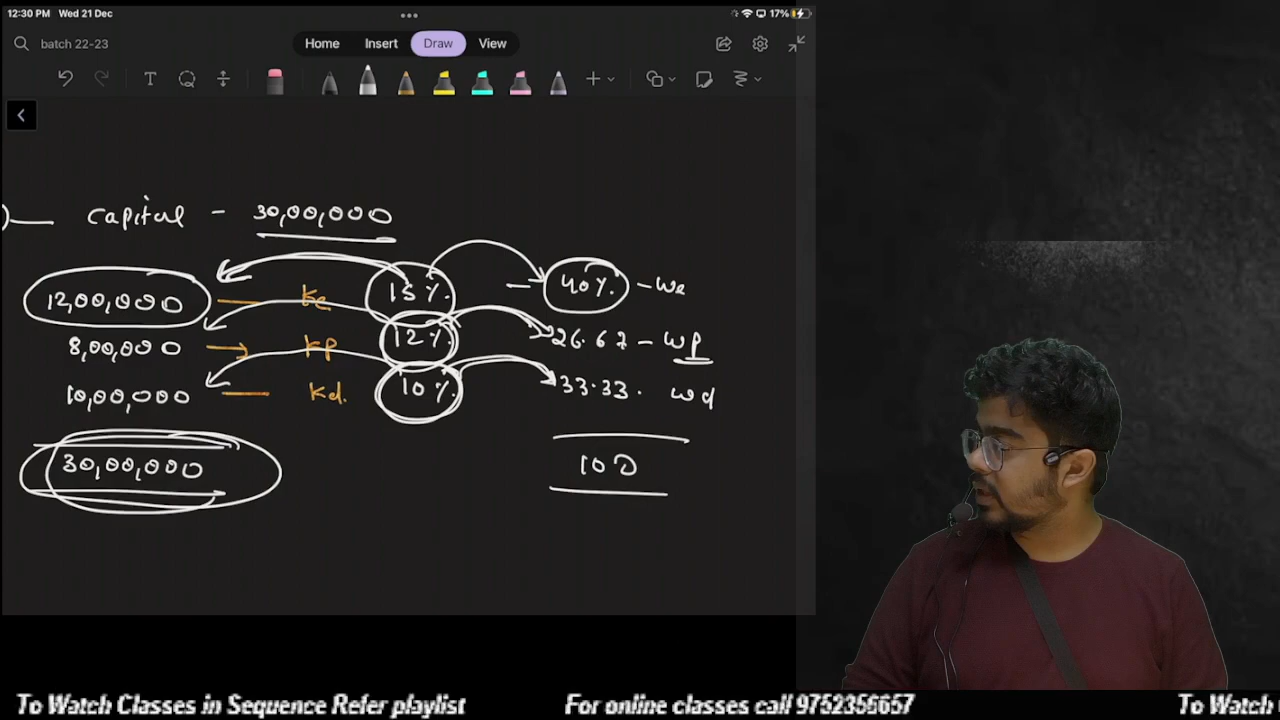 12:30 PM Wed 21 Dec
17%
batch 22-23
Home Insert Draw View
Capital - 30,00,000
12,00,000 — Ke 15% — 40% - we
8,00,000 → Kp 12% 26.67 - wp
10,00,000 — Kd. 10% 33.33. wd
30,00,000 100
To Watch Classes in Sequence Refer playlist For online classes call 9752356657 To Watch